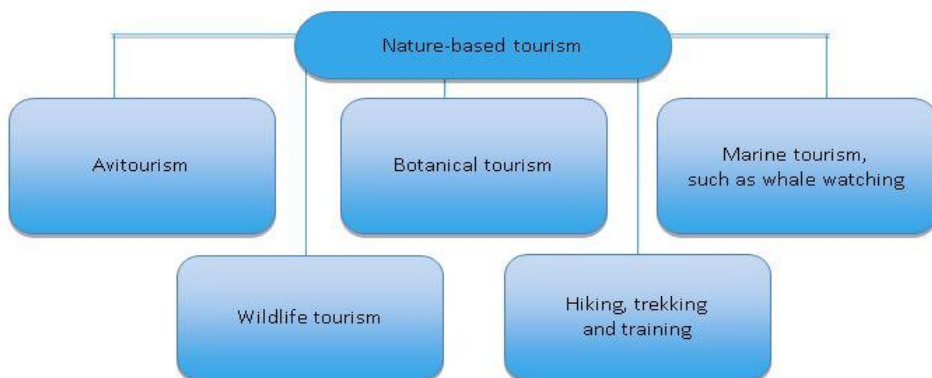 Nature-based tourism
Avitourism
Botanical tourism
Marine tourism,
such as whale watching
Wildlife tourism
Hiking, trekking
and training